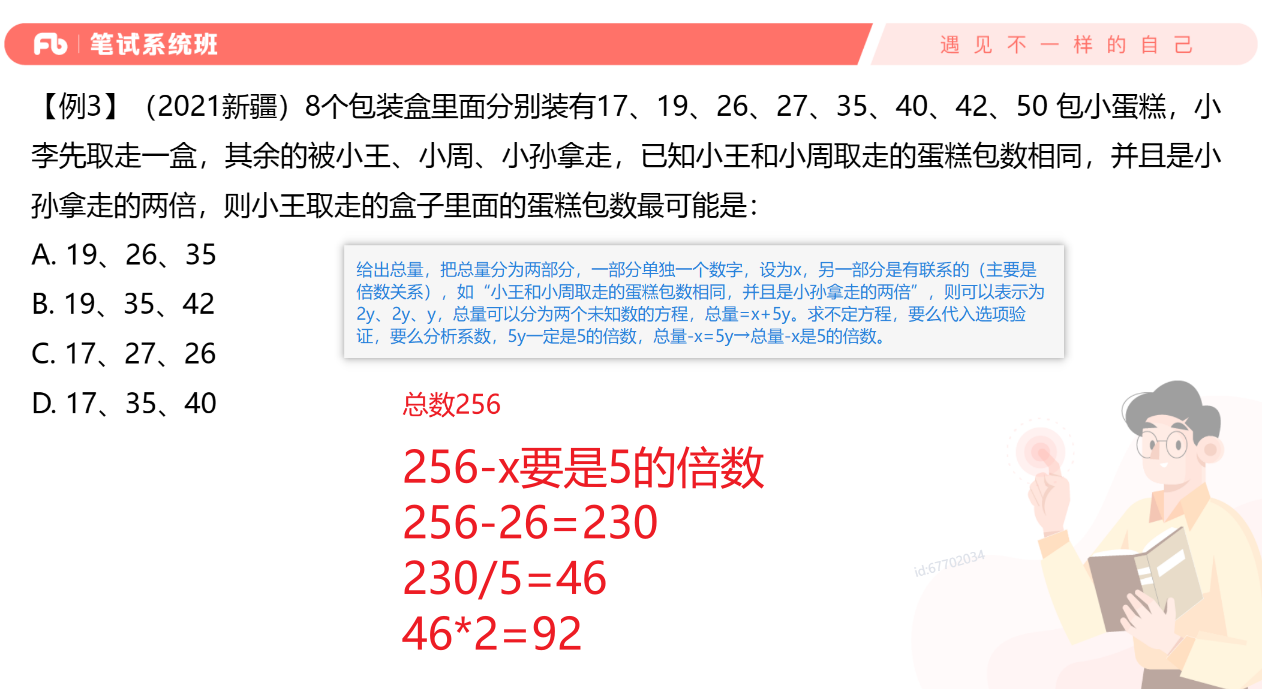 Fb 笔试系统班
遇见不一样的自己
【例3】（2021新疆）8个包装盒里面分别装有17、19、26、27、35、40、42、50 包小蛋糕，小
李先取走一盒，其余的被小王、小周、小孙拿走，已知小王和小周取走的蛋糕包数相同，并且是小
孙拿走的两倍，则小王取走的盒子里面的蛋糕包数最可能是：
A. 19、26、35
B. 19、35、42
C. 17、27、26
D. 17、35、40
给出总量，把总量分为两部分，一部分单独一个数字，设为x，另一部分是有联系的（主要是
倍数关系），如“小王和小周取走的蛋糕包数相同，并且是小孙拿走的两倍”，则可以表示为
2y、2y、y，总量可以分为两个未知数的方程，总量=x+5y。求不定方程，要么代入选项验
证，要么分析系数，5y一定是5的倍数，总量-x=5y→总量-x是5的倍数。
总数256
256-x要是5的倍数
256-26=230
230/5=46
46*2=92
id:67702034